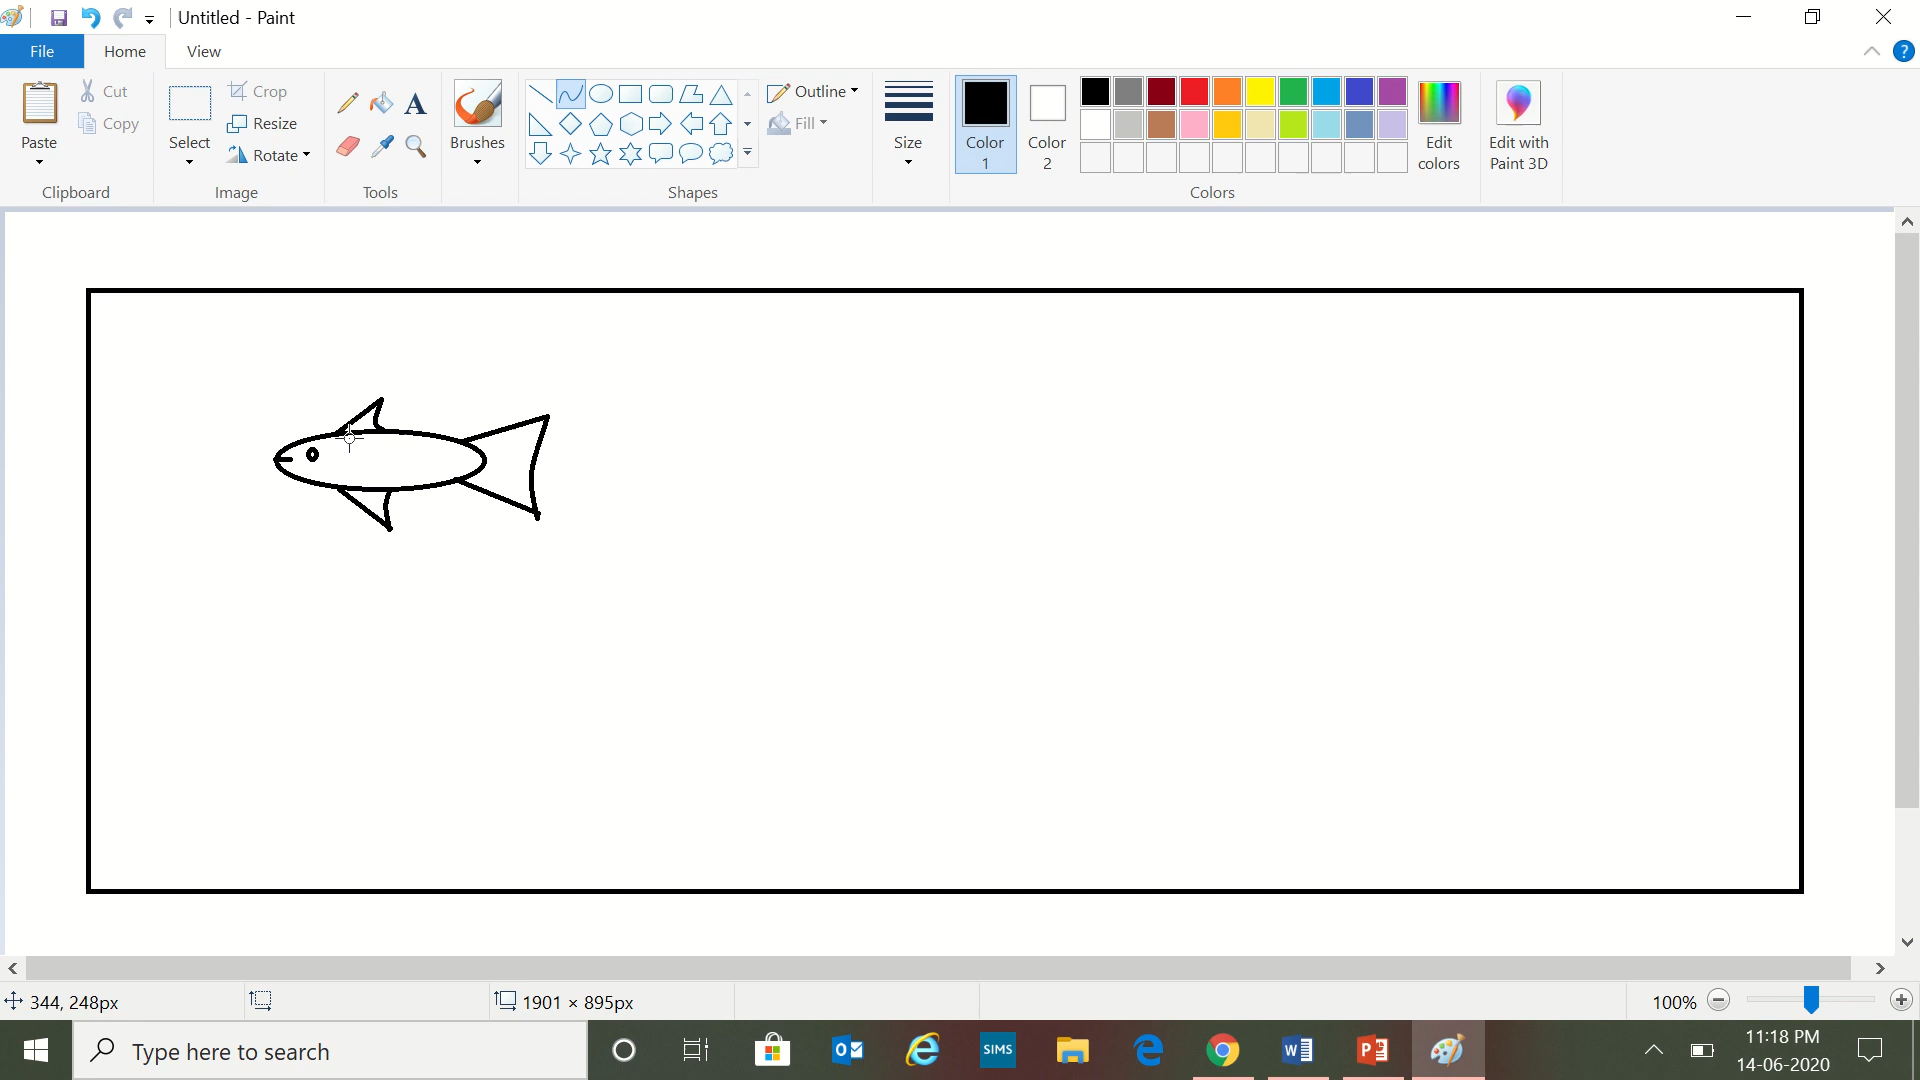 Untitled - Paint
File Home View
Paste
Cut
Copy
Clipboard
Select
Crop
Resize
Rotate
Image
A
Tools
Brushes
Shapes
Outline
Fill
Size
Color 1
Color 2
Edit colors
Colors
Edit with Paint 3D
?
344, 248px
1901 × 895px
100%
Type here to search
SIMS
11:18 PM
14-06-2020